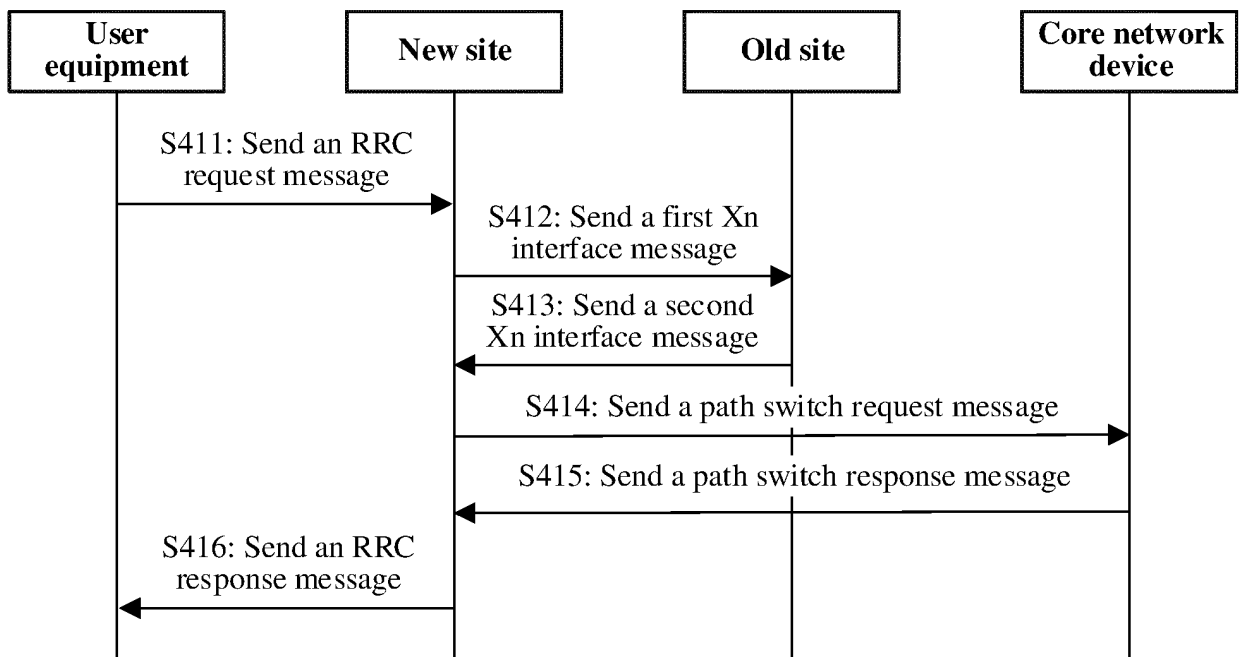 User
equipment
New site
Old site
Core network
device
S411: Send an RRC
request message
S412: Send a first Xn
interface message
S413: Send a second
Xn interface message
S414: Send a path switch request message
S415: Send a path switch response message
S416: Send an RRC
response message